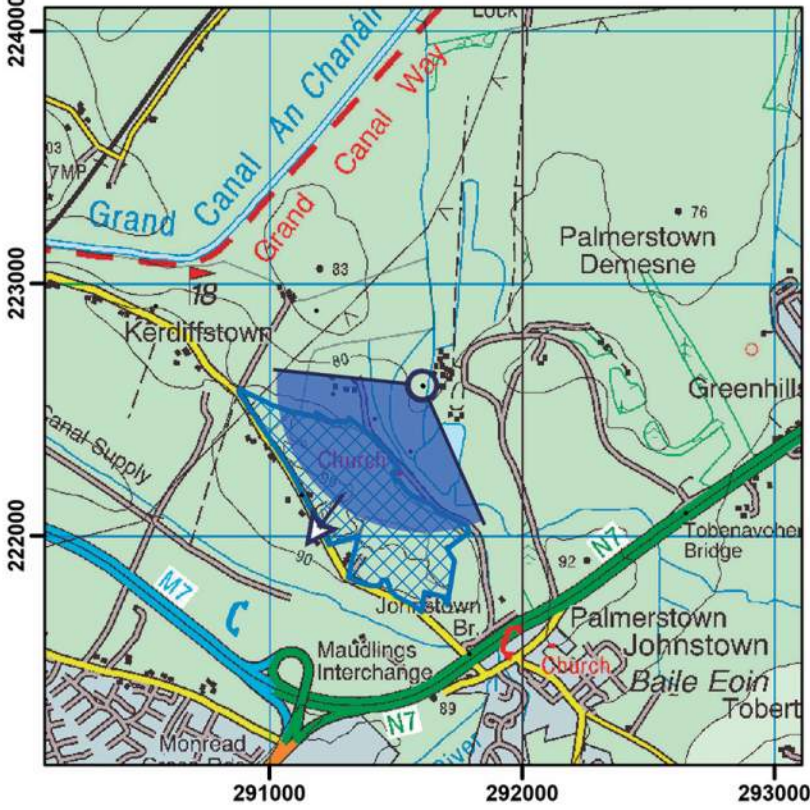 224000
223000
222000
Lock
Grand Canal An Chanáir
Grand Canal Way
03
7MP
18
83
76
Palmerstown
Demesne
Kerdiffstown
80
Greenhills
Canal Supply
Church
90
92
N7
Tobenavoher
Bridge
M7
Johnstown
Br.
Palmerstown
Johnstown
Baile Eoin
Church
Maudlings
Interchange
89
N7
Tobert
Monread
River
291000
292000
293000